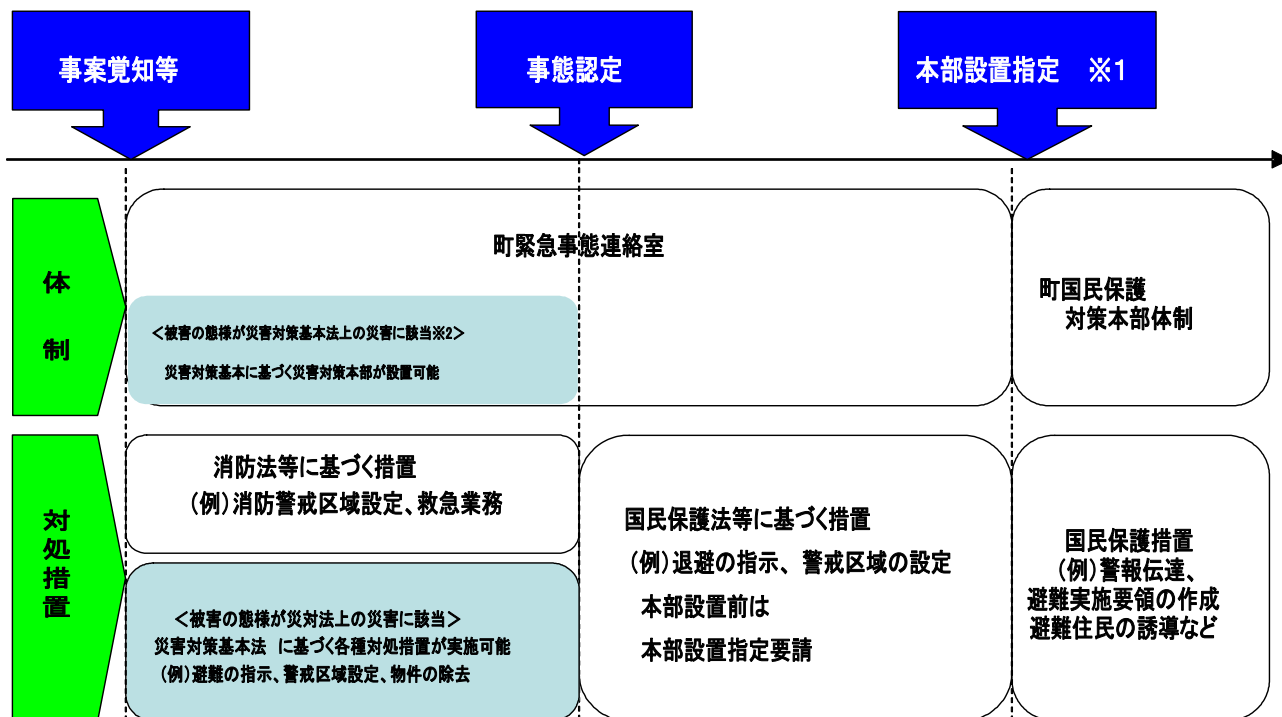 事案覚知等
事態認定
本部設置指定　※1
体制
町緊急事態連絡室
＜被害の態様が災害対策基本法上の災害に該当※2＞
災害対策基本に基づく災害対策本部が設置可能
町国民保護
対策本部体制
対処措置
消防法等に基づく措置
（例）消防警戒区域設定、救急業務
＜被害の態様が災対法上の災害に該当＞
災害対策基本法　に基づく各種対処措置が実施可能
（例）避難の指示、警戒区域設定、物件の除去
国民保護法等に基づく措置
（例）退避の指示、警戒区域の設定
本部設置前は
本部設置指定要請
国民保護措置
（例）警報伝達、
避難実施要領の作成
避難住民の誘導など